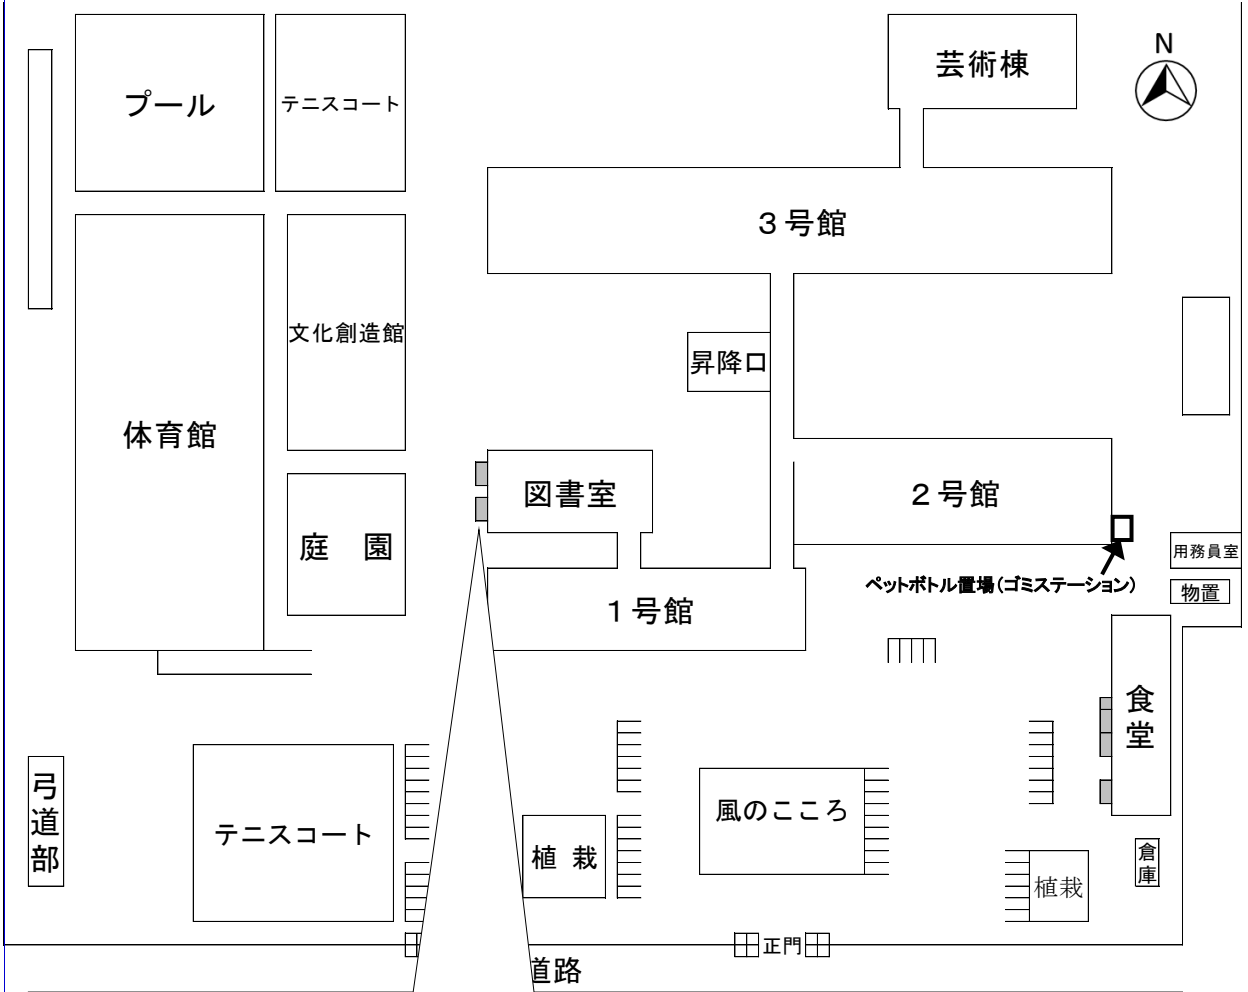 N
芸術棟
プール
テニスコート
3号館
文化創造館
昇降口
体育館
図書室
2号館
庭　園
用務員室
ペットボトル置場(ゴミステーション)
物置
1号館
食堂
弓道部
風のこころ
テニスコート
植 栽
倉庫
植栽
正門
道路